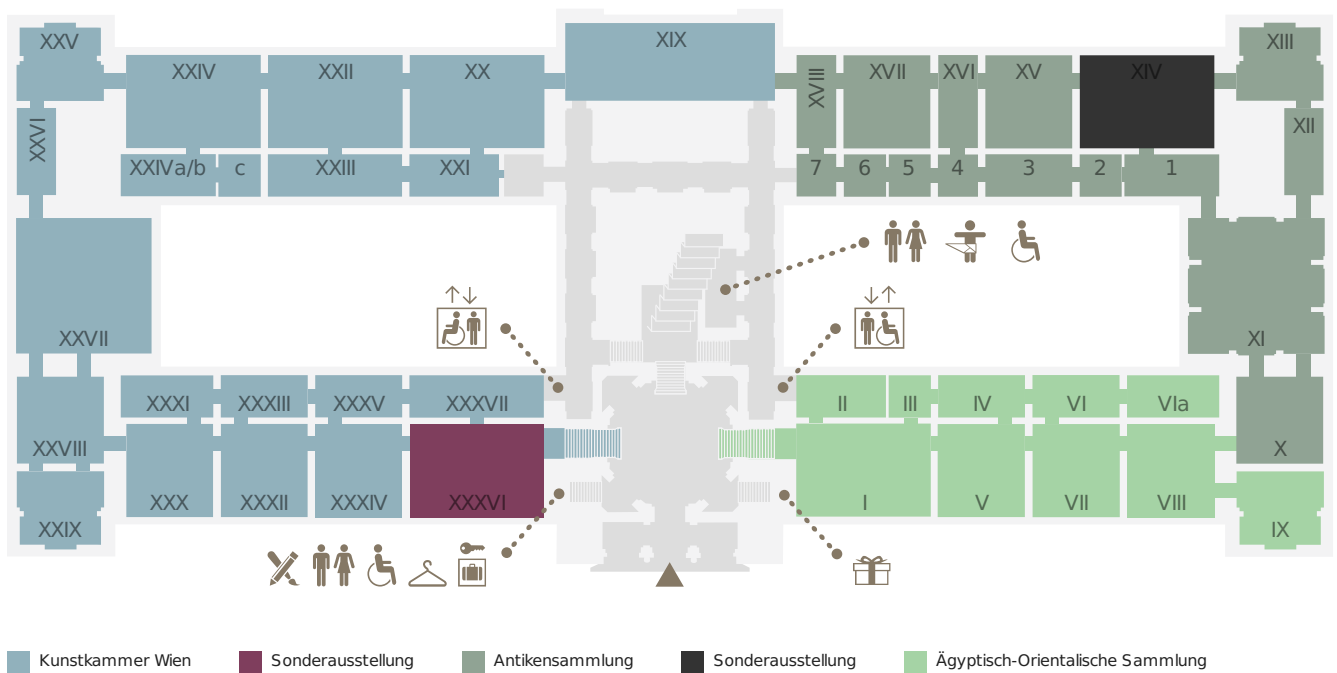 XXV
XIX
XIII
XXIV
XXII
XX
XVIII
XVII
XVI
XV
XIV
XII
XXVI
XXIVa/b
c
XXIII
XXI
7
6
5
4
3
2
1
XXVII
XI
XXXI
XXXIII
XXXV
XXXVII
II
III
IV
VI
VIa
XXVIII
X
XXX
XXXII
XXXIV
XXXVI
I
V
VII
VIII
XXIX
IX
Kunstkammer Wien
Sonderausstellung
Antikensammlung
Sonderausstellung
Ägyptisch-Orientalische Sammlung